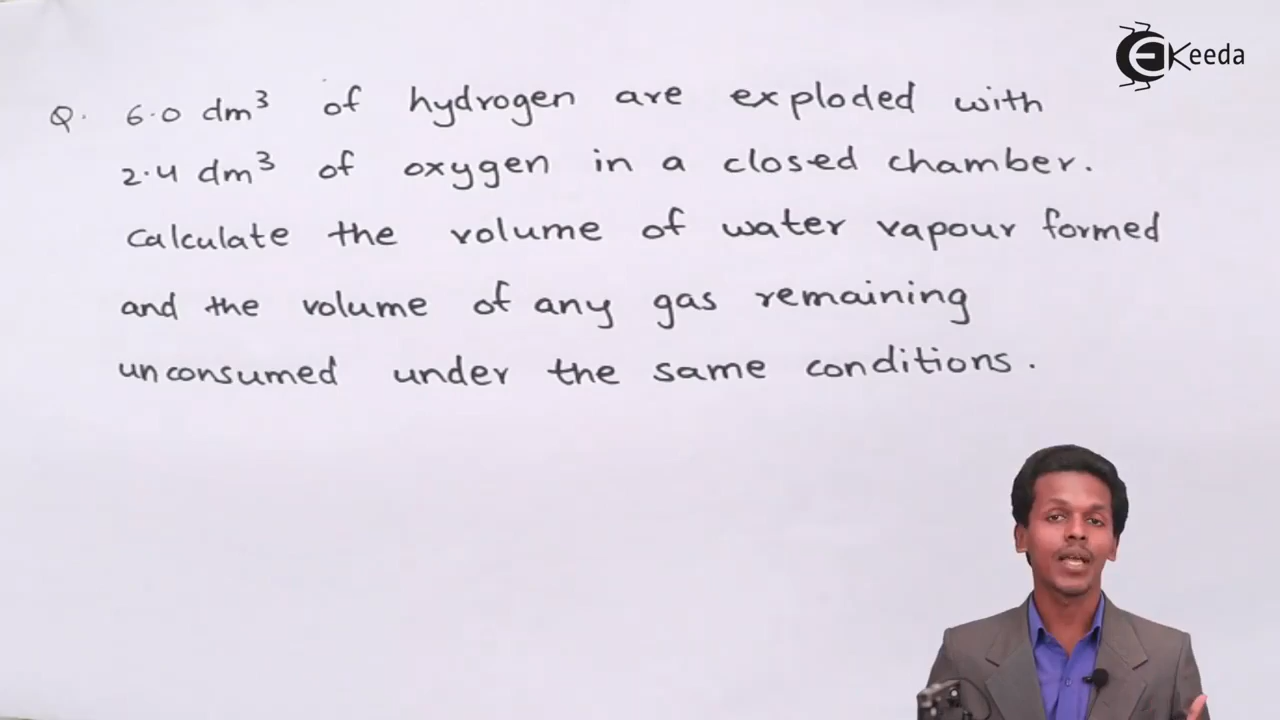 EKeeda
Q. 6.0 dm³ of hydrogen are exploded with
2.4 dm³ of oxygen in a closed chamber.
Calculate the volume of water vapour formed
and the volume of any gas remaining
unconsumed under the same conditions.